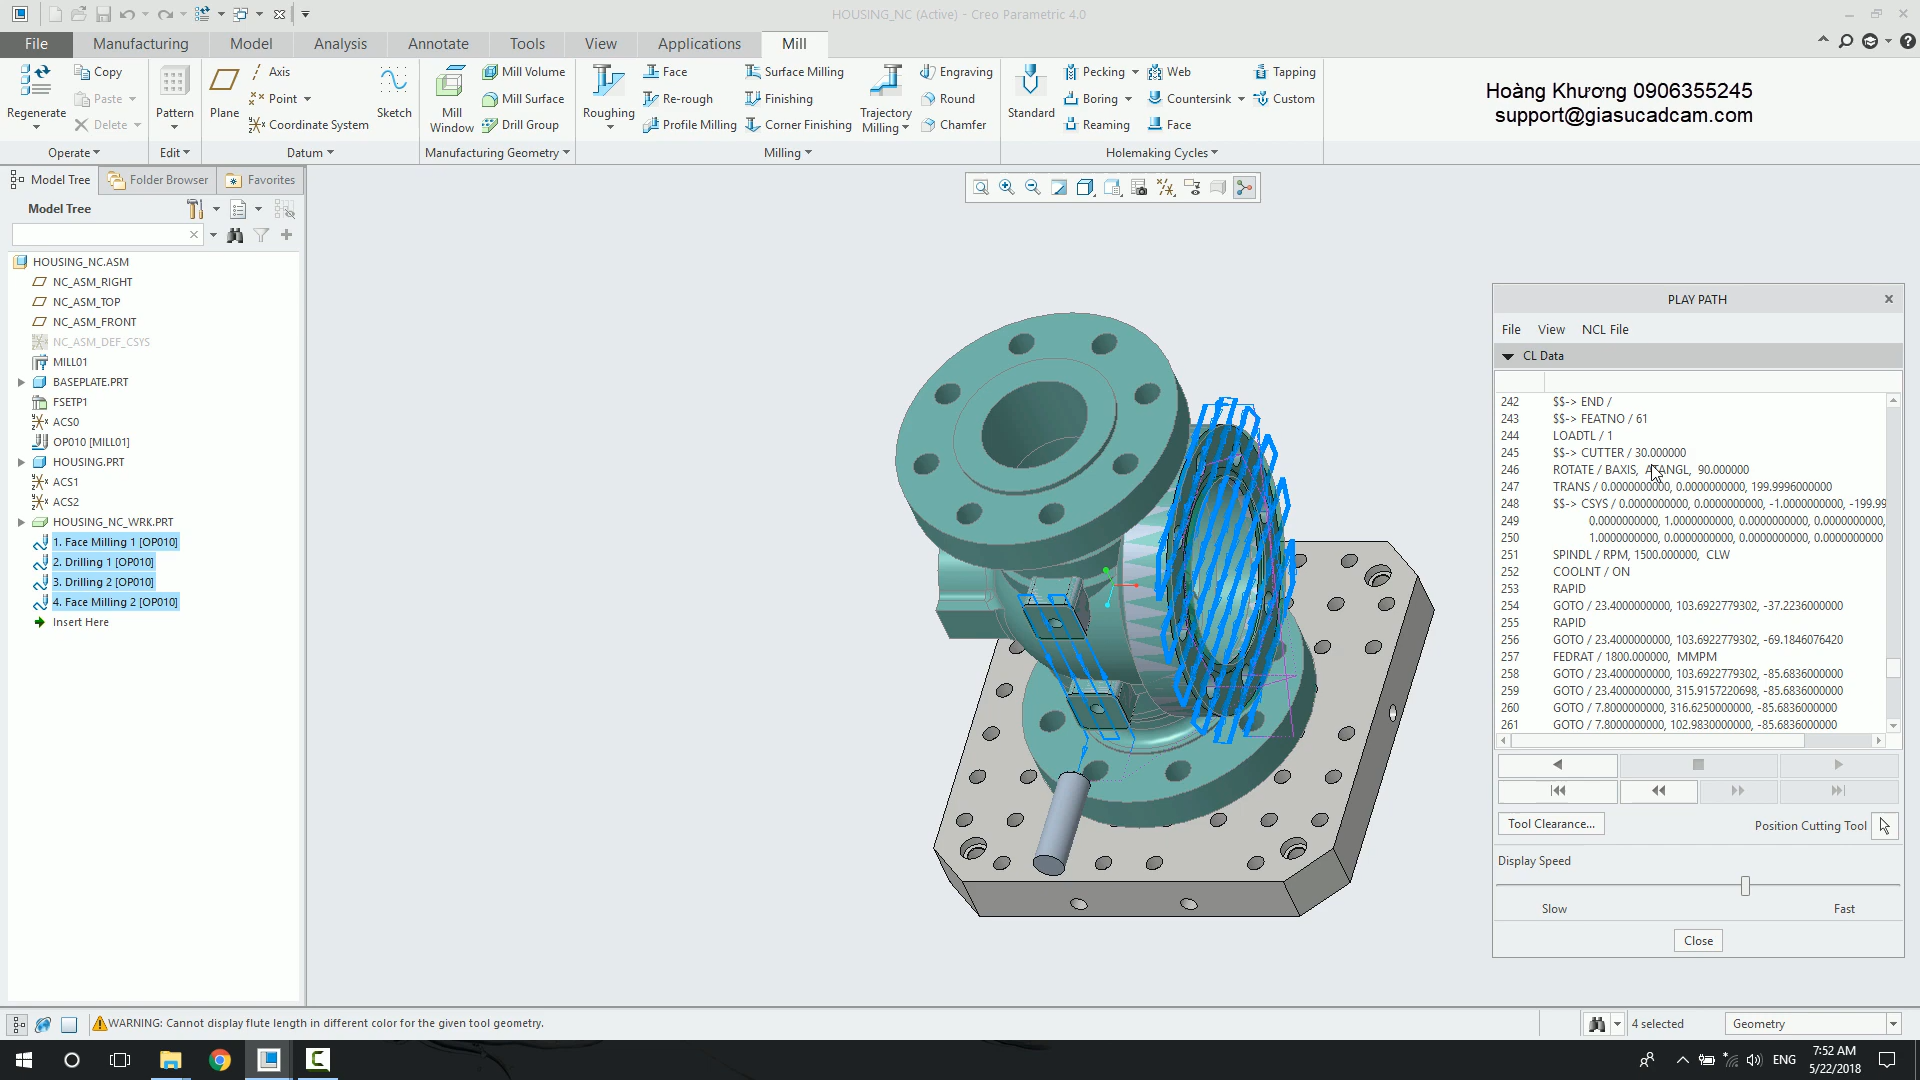 HOUSING_NC (Active) - Creo Parametric 4.0
File Manufacturing Model Analysis Annotate Tools View Applications Mill
Regenerate
Copy
Paste
Delete
Operate
Pattern
Edit
Plane
Axis
Point
Coordinate System
Sketch
Datum
Mill
Window
Mill Volume
Mill Surface
Drill Group
Manufacturing Geometry
Roughing
Face
Re-rough
Profile Milling
Surface Milling
Finishing
Corner Finishing
Trajectory
Milling
Engraving
Round
Chamfer
Milling
Standard
Pecking
Boring
Reaming
Web
Countersink
Face
Tapping
Custom
Holemaking Cycles
Hoàng Khương 0906355245
support@giasucadcam.com
Model Tree Folder Browser Favorites
Model Tree
HOUSING_NC.ASM
NC_ASM_RIGHT
NC_ASM_TOP
NC_ASM_FRONT
NC_ASM_DEF_CSYS
MILL01
BASEPLATE.PRT
FSETP1
ACS0
OP010 [MILL01]
HOUSING.PRT
ACS1
ACS2
HOUSING_NC_WRK.PRT
1. Face Milling 1 [OP010]
2. Drilling 1 [OP010]
3. Drilling 2 [OP010]
4. Face Milling 2 [OP010]
Insert Here
PLAY PATH
File View NCL File
CL Data
242 $$-> END /
243 $$-> FEATNO / 61
244 LOADTL / 1
245 $$-> CUTTER / 30.000000
246 ROTATE / BAXIS, 90.000000
247 TRANS / 0.0000000000, 0.0000000000, 199.9996000000
248 $$-> CSYS / 0.0000000000, 0.0000000000, -1.0000000000, -199.99
249 0.0000000000, 1.0000000000, 0.0000000000, 0.0000000000,
250 1.0000000000, 0.0000000000, 0.0000000000, 0.0000000000
251 SPINDL / RPM, 1500.000000, CLW
252 COOLNT / ON
253 RAPID
254 GOTO / 23.4000000000, 103.6922779302, -37.2236000000
255 RAPID
256 GOTO / 23.4000000000, 103.6922779302, -69.1846076420
257 FEDRAT / 1800.000000, MMPM
258 GOTO / 23.4000000000, 103.6922779302, -85.6836000000
259 GOTO / 23.4000000000, 315.9157220698, -85.6836000000
260 GOTO / 7.8000000000, 316.6250000000, -85.6836000000
261 GOTO / 7.8000000000, 102.9830000000, -85.6836000000
Tool Clearance...
Position Cutting Tool
Display Speed
Slow Fast
Close
WARNING: Cannot display flute length in different color for the given tool geometry.
4 selected
Geometry
ENG
7:52 AM
5/22/2018